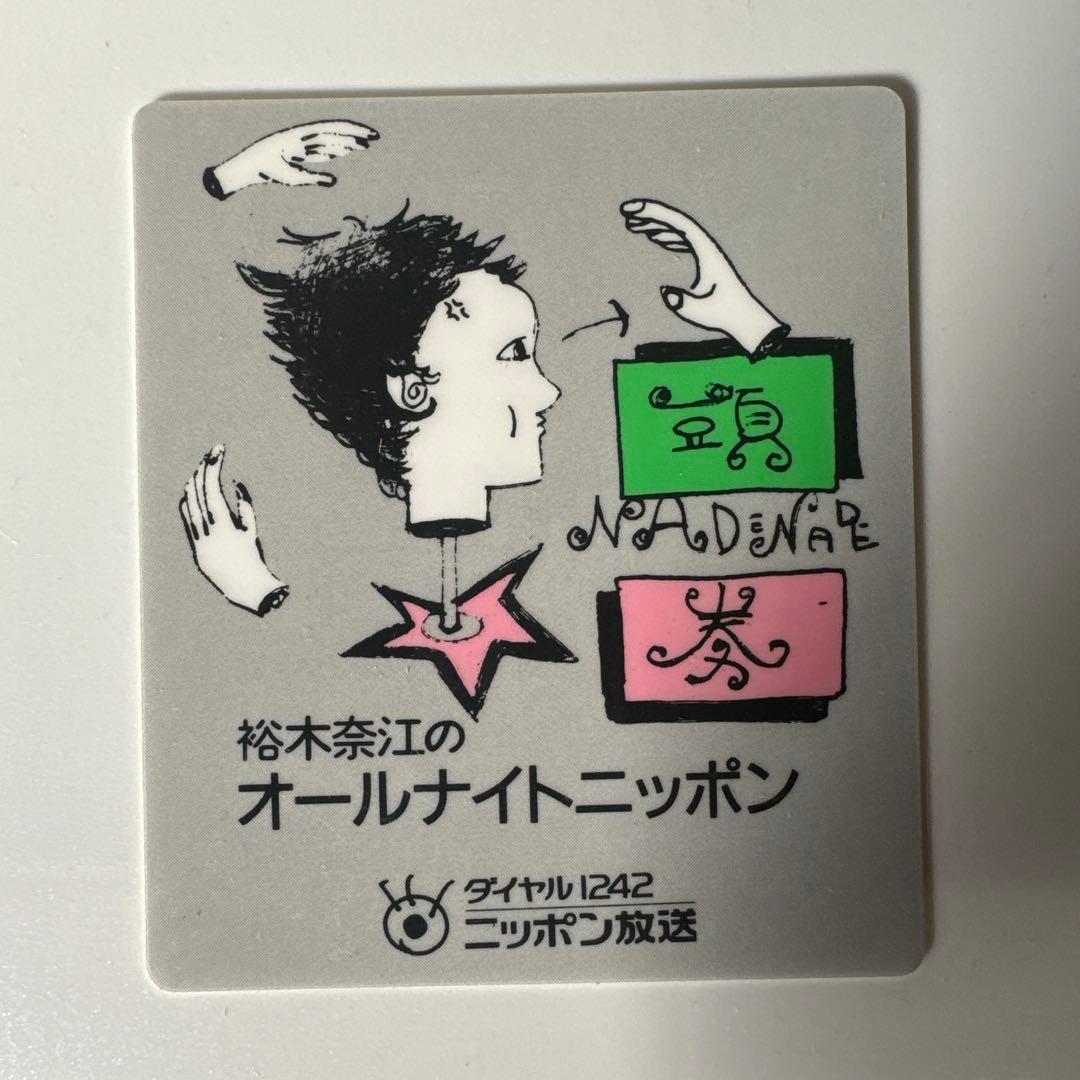 頭
NADENADE
裕木奈江の
オールナイトニッポン
ダイヤル1242
ニッポン放送